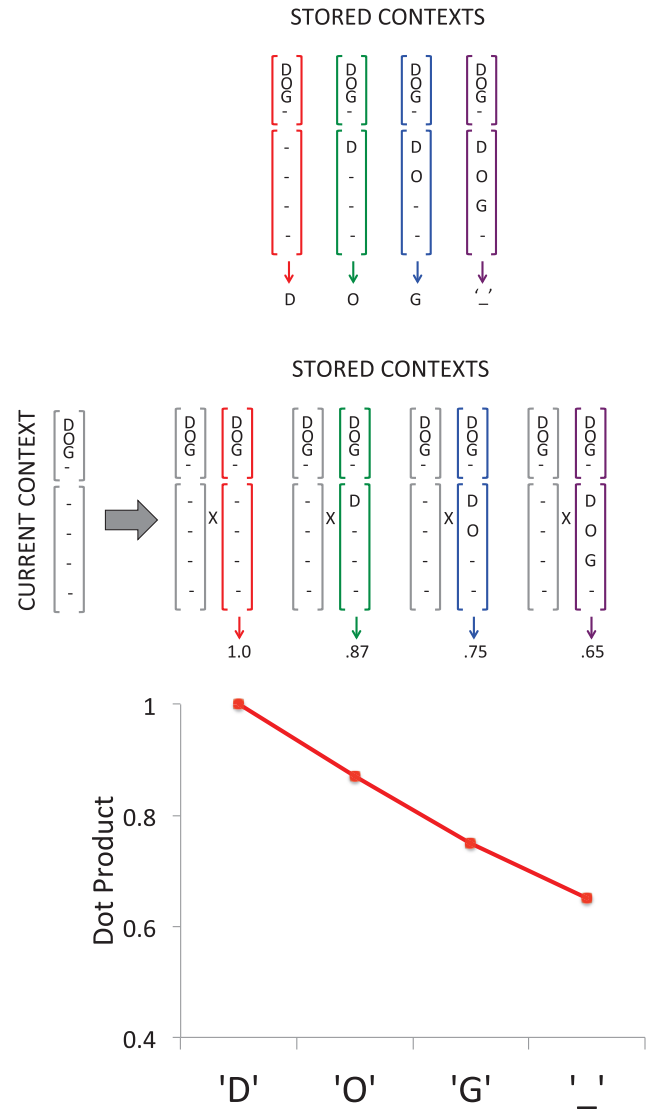 STORED CONTEXTS
D D D D
O O O O
G G G G
- - - -
- D D D
- - O O
- - - G
- - - -
D O G ‘_’
STORED CONTEXTS
CURRENT CONTEXT
D D D D D D D D D
O O O O O O O O O
G G G G G G G G G
- - - - - - - - -
- - - - D - D - D
X X X X
- - - - - - O - O
- - - - - - - - G
- - - - - - - - -
1.0 .87 .75 .65
Dot Product
1
0.8
0.6
0.4
'D' 'O' 'G' '_'